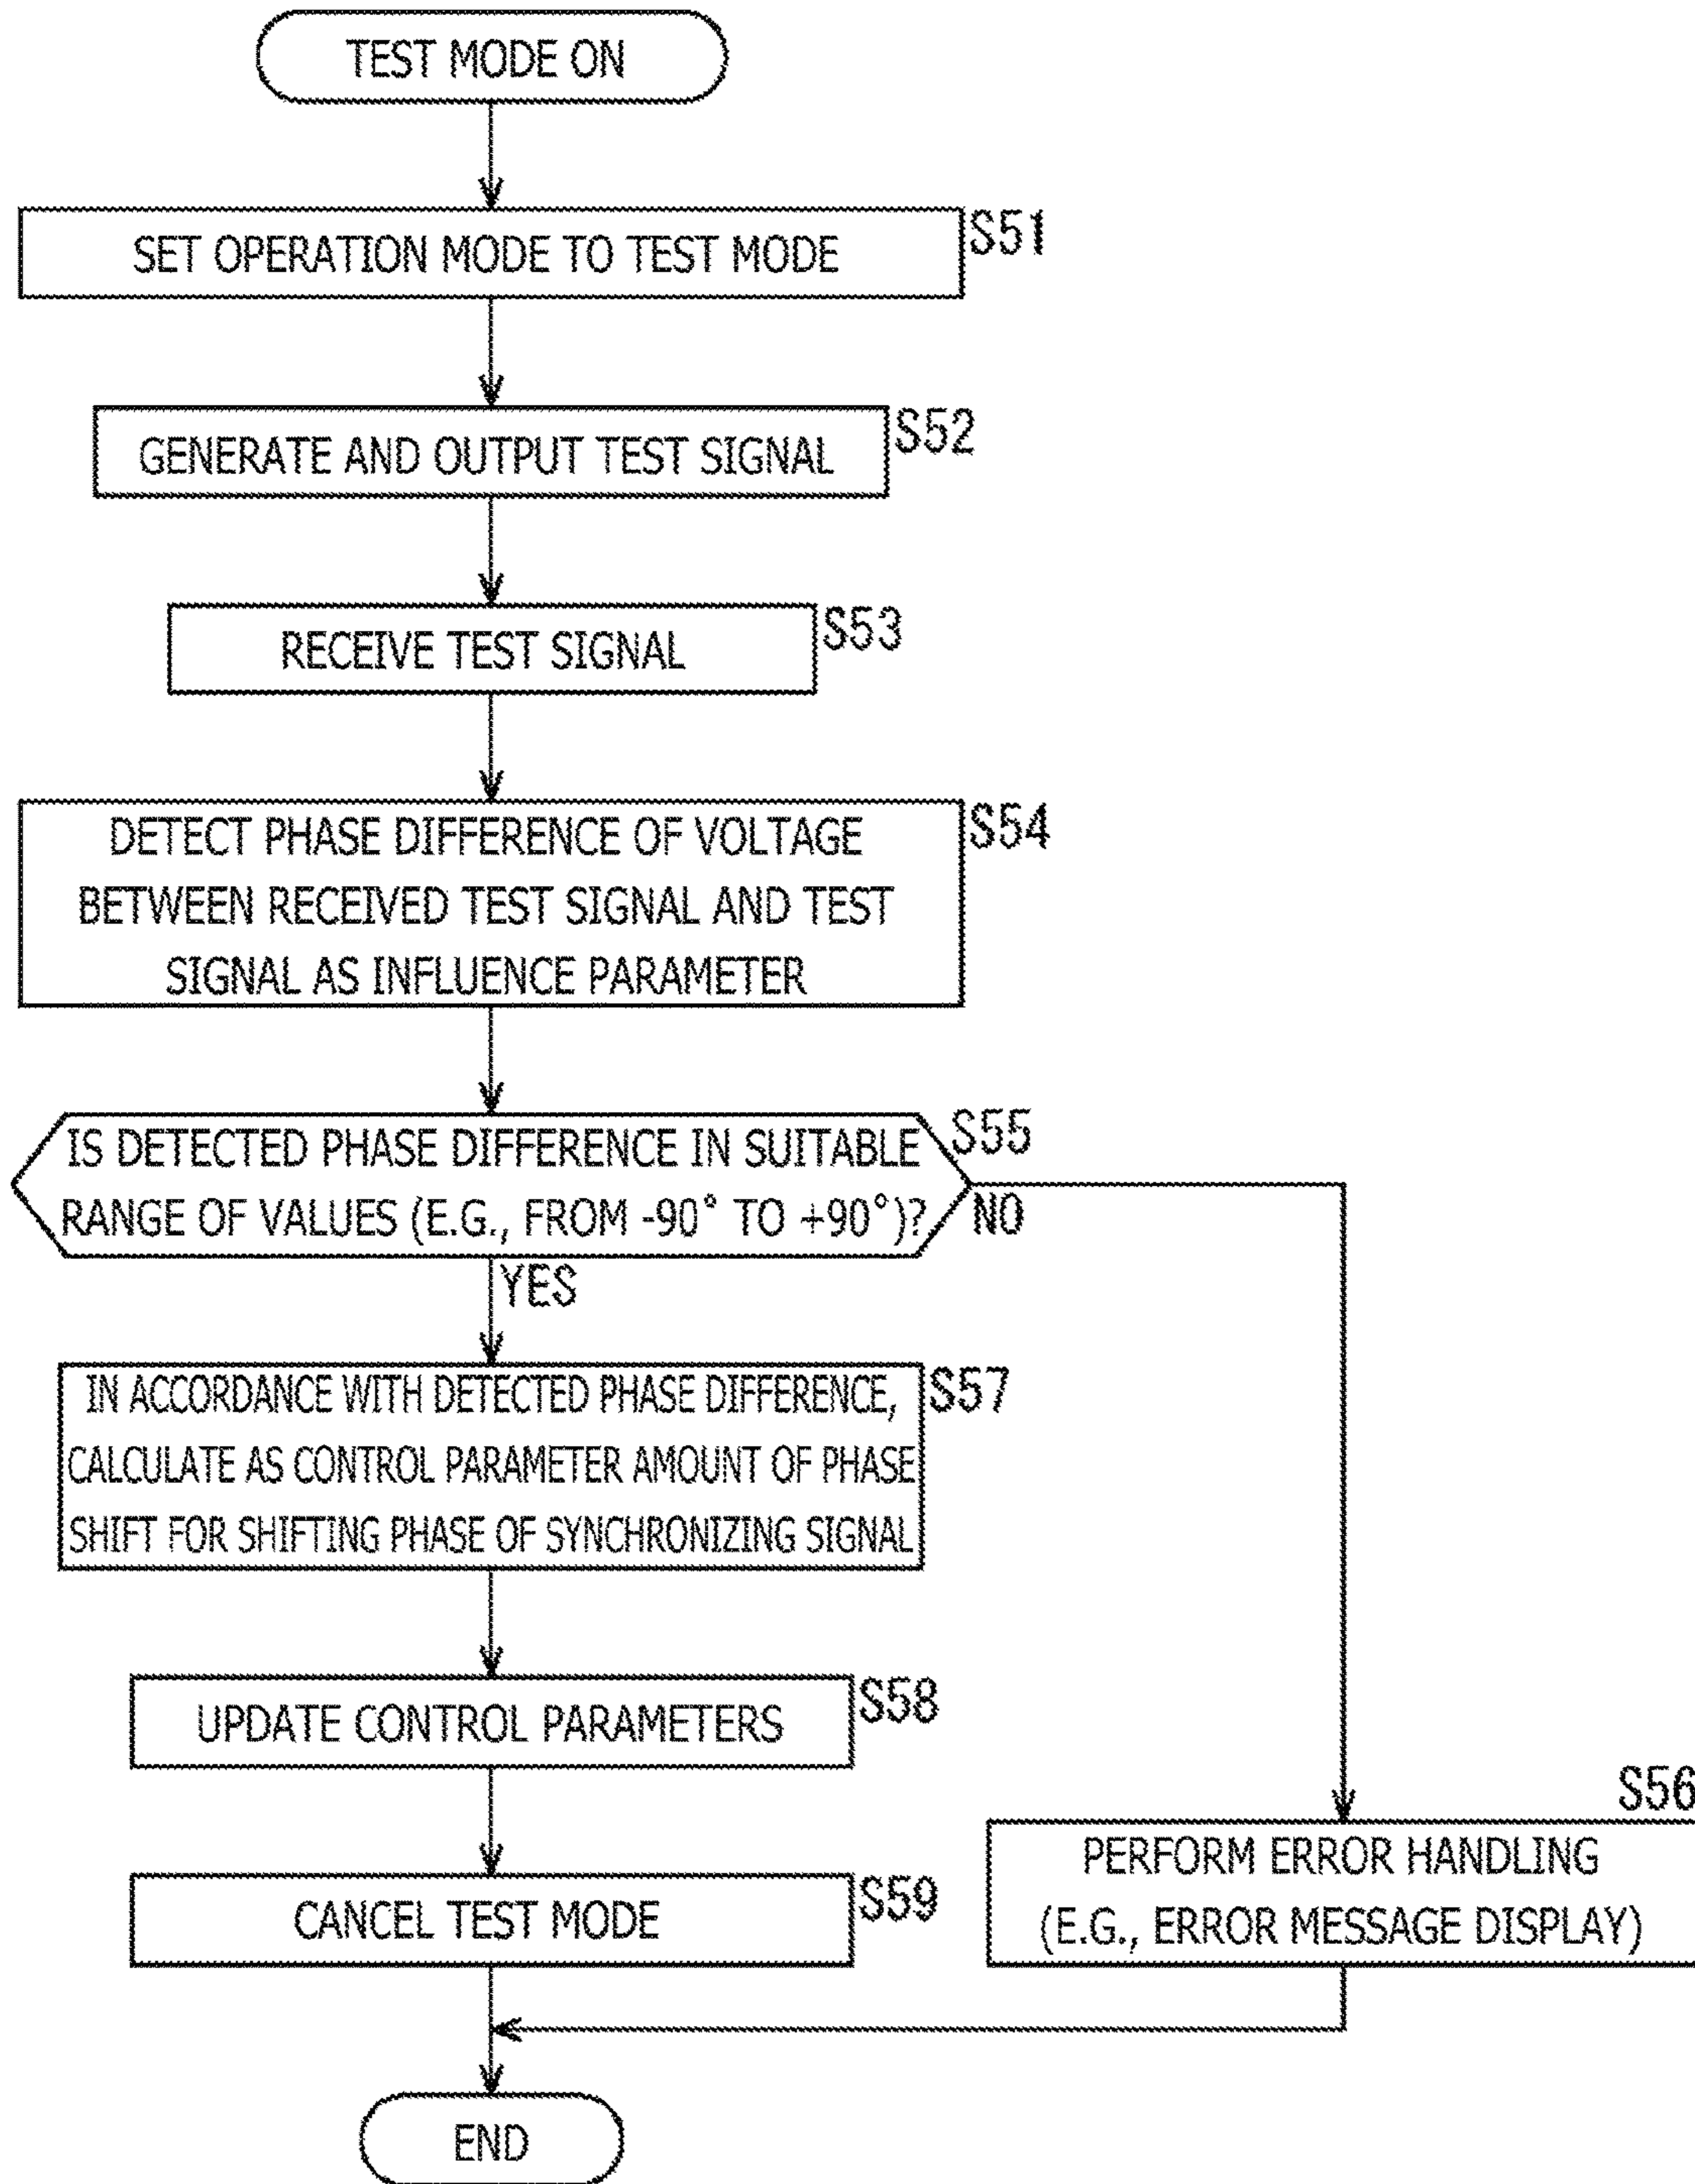 TEST MODE ON
SET OPERATION MODE TO TEST MODE
S51
GENERATE AND OUTPUT TEST SIGNAL
S52
RECEIVE TEST SIGNAL
S53
DETECT PHASE DIFFERENCE OF VOLTAGE
BETWEEN RECEIVED TEST SIGNAL AND TEST
SIGNAL AS INFLUENCE PARAMETER
S54
IS DETECTED PHASE DIFFERENCE IN SUITABLE
RANGE OF VALUES (E.G., FROM -90° TO +90°)?
S55
NO
YES
IN ACCORDANCE WITH DETECTED PHASE DIFFERENCE,
CALCULATE AS CONTROL PARAMETER AMOUNT OF PHASE
SHIFT FOR SHIFTING PHASE OF SYNCHRONIZING SIGNAL
S57
UPDATE CONTROL PARAMETERS
S58
S56
PERFORM ERROR HANDLING
(E.G., ERROR MESSAGE DISPLAY)
CANCEL TEST MODE
S59
END